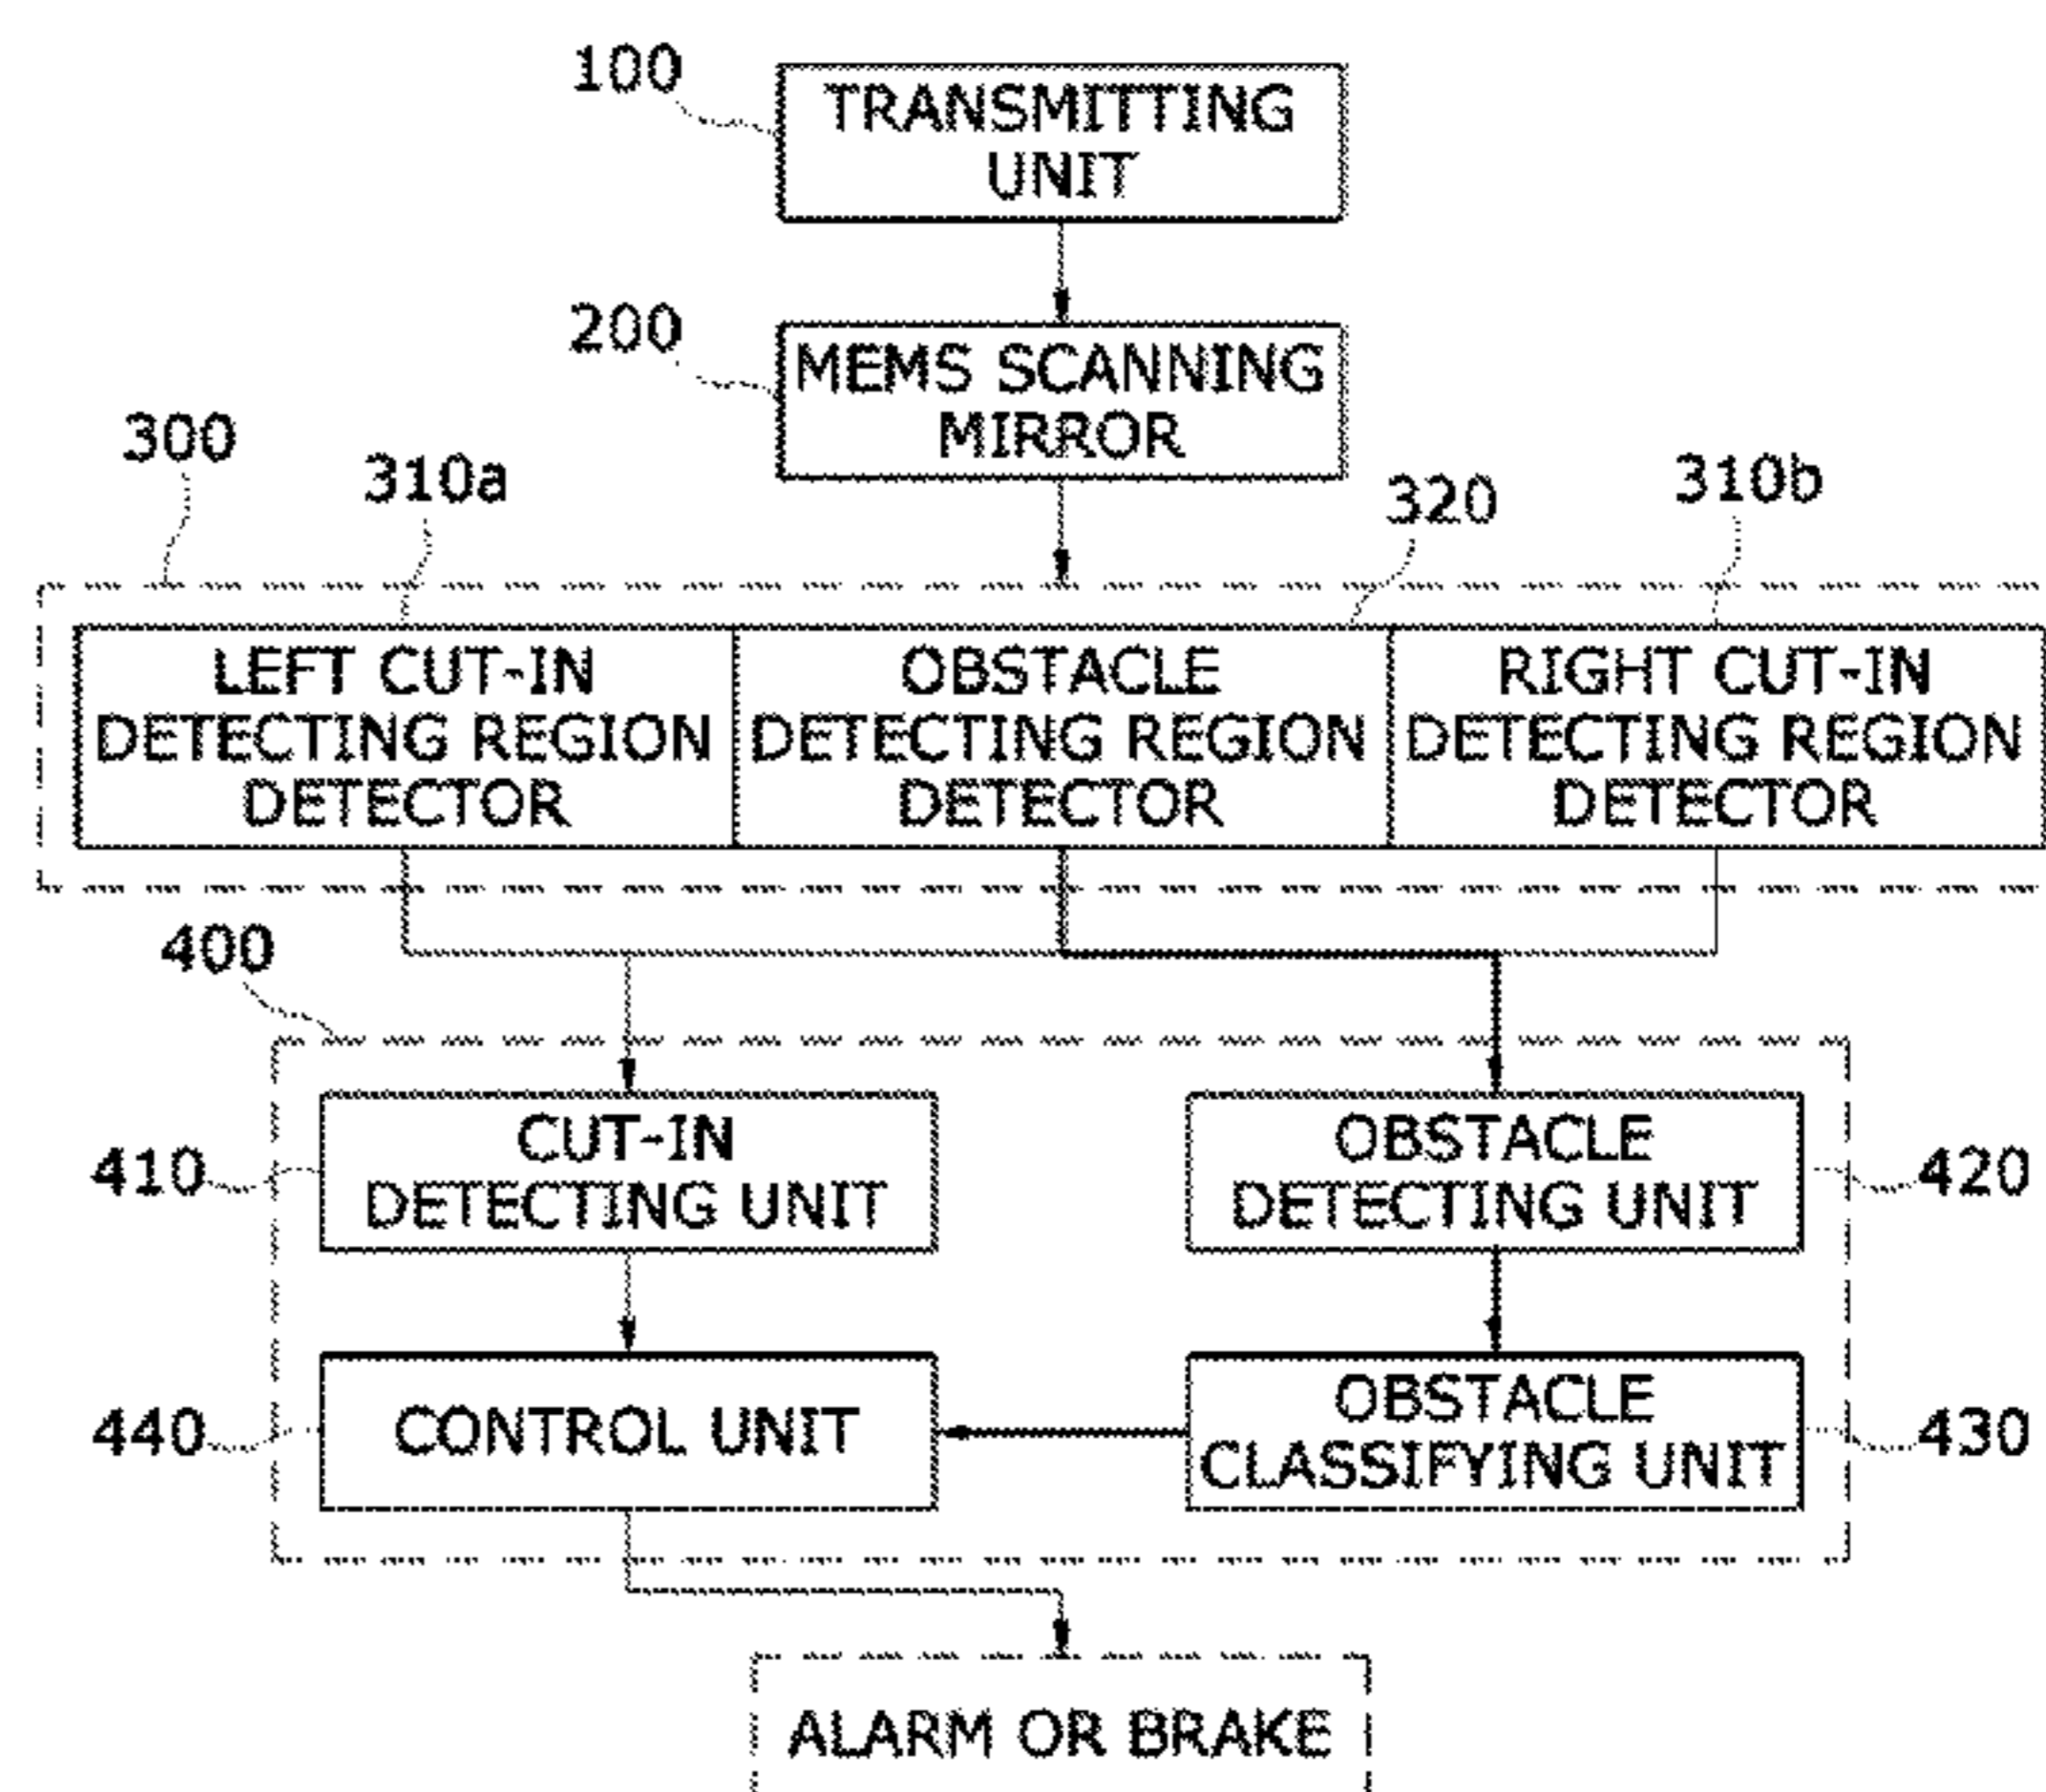 100
TRANSMITTING
UNIT
200
MEMS SCANNING
MIRROR
300
310a
320
310b
LEFT CUT-IN
DETECTING REGION
DETECTOR
OBSTACLE
DETECTING REGION
DETECTOR
RIGHT CUT-IN
DETECTING REGION
DETECTOR
400
410
CUT-IN
DETECTING UNIT
OBSTACLE
DETECTING UNIT
420
440
CONTROL UNIT
OBSTACLE
CLASSIFYING UNIT
430
ALARM OR BRAKE